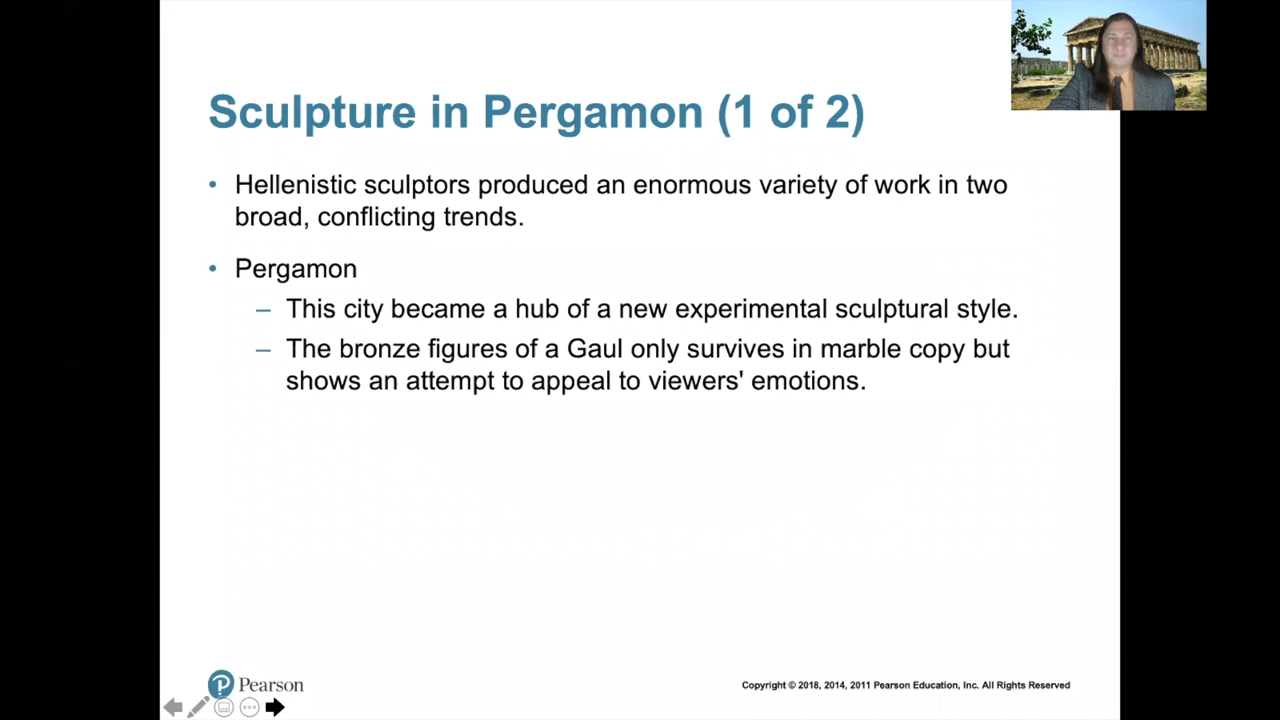 Sculpture in Pergamon (1 of 2)
• Hellenistic sculptors produced an enormous variety of work in two
broad, conflicting trends.
• Pergamon
– This city became a hub of a new experimental sculptural style.
– The bronze figures of a Gaul only survives in marble copy but
shows an attempt to appeal to viewers' emotions.
P Pearson
Copyright © 2018, 2014, 2011 Pearson Education, Inc. All Rights Reserved